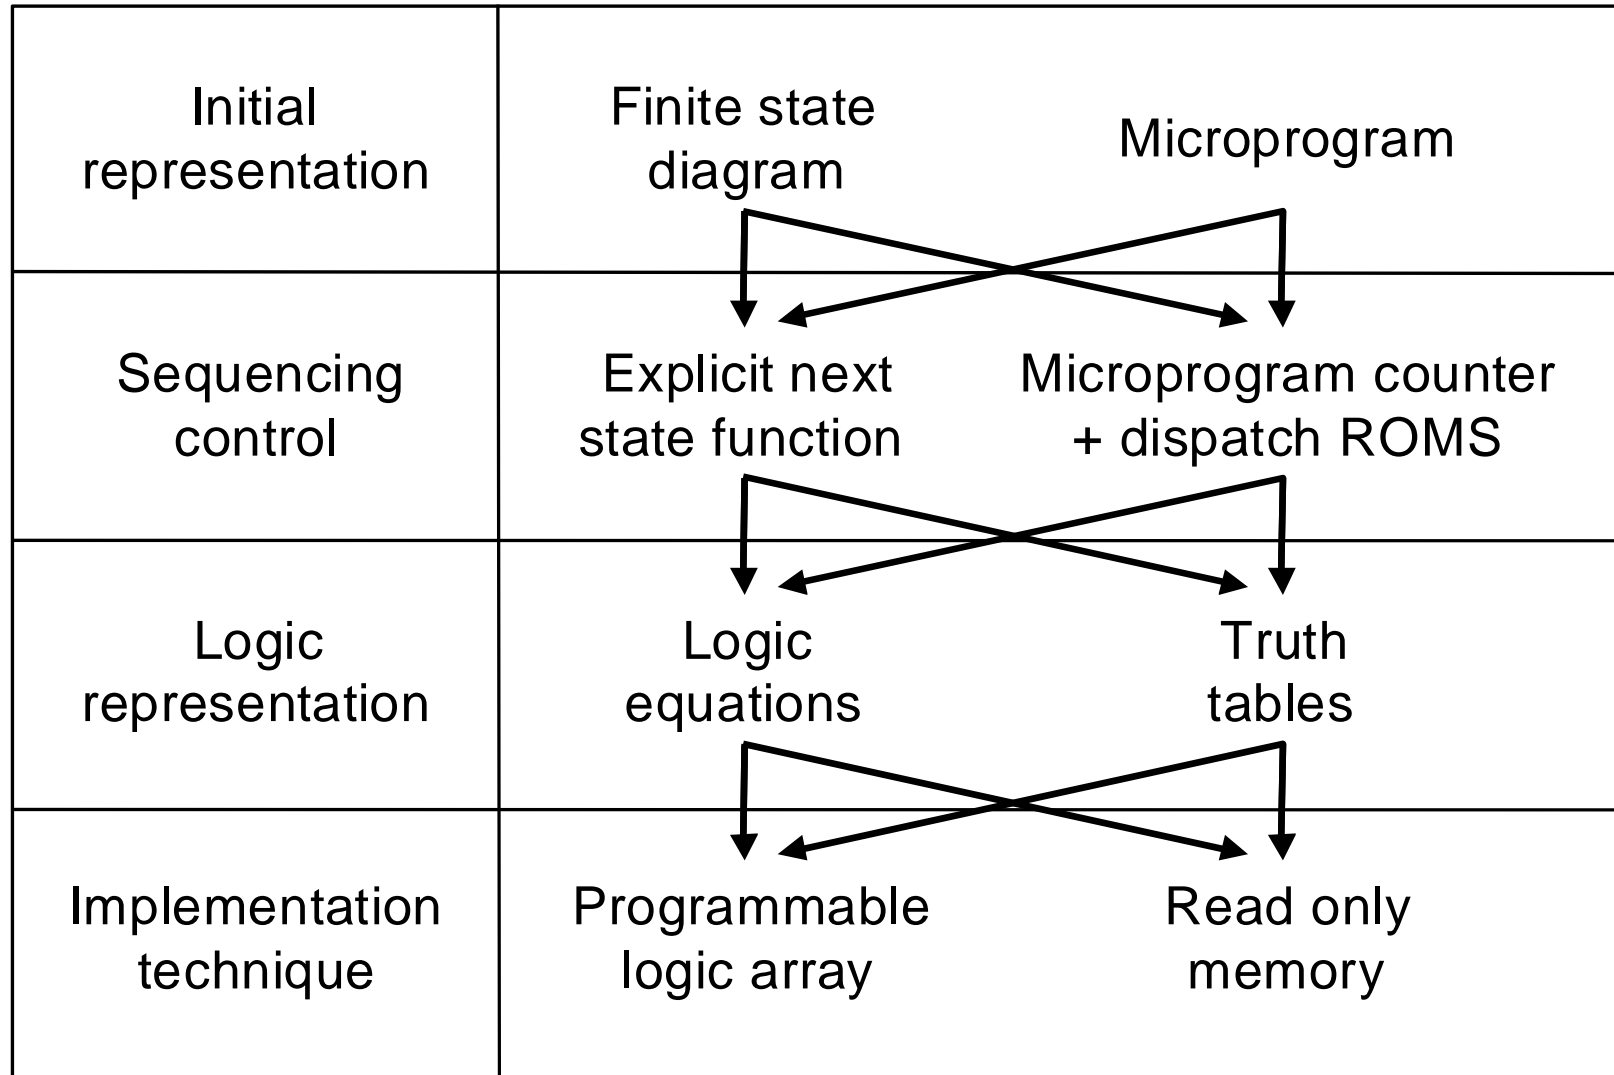 Initial
representation
Finite state
diagram
Microprogram
Sequencing
control
Explicit next
state function
Microprogram counter
+ dispatch ROMS
Logic
representation
Logic
equations
Truth
tables
Implementation
technique
Programmable
logic array
Read only
memory